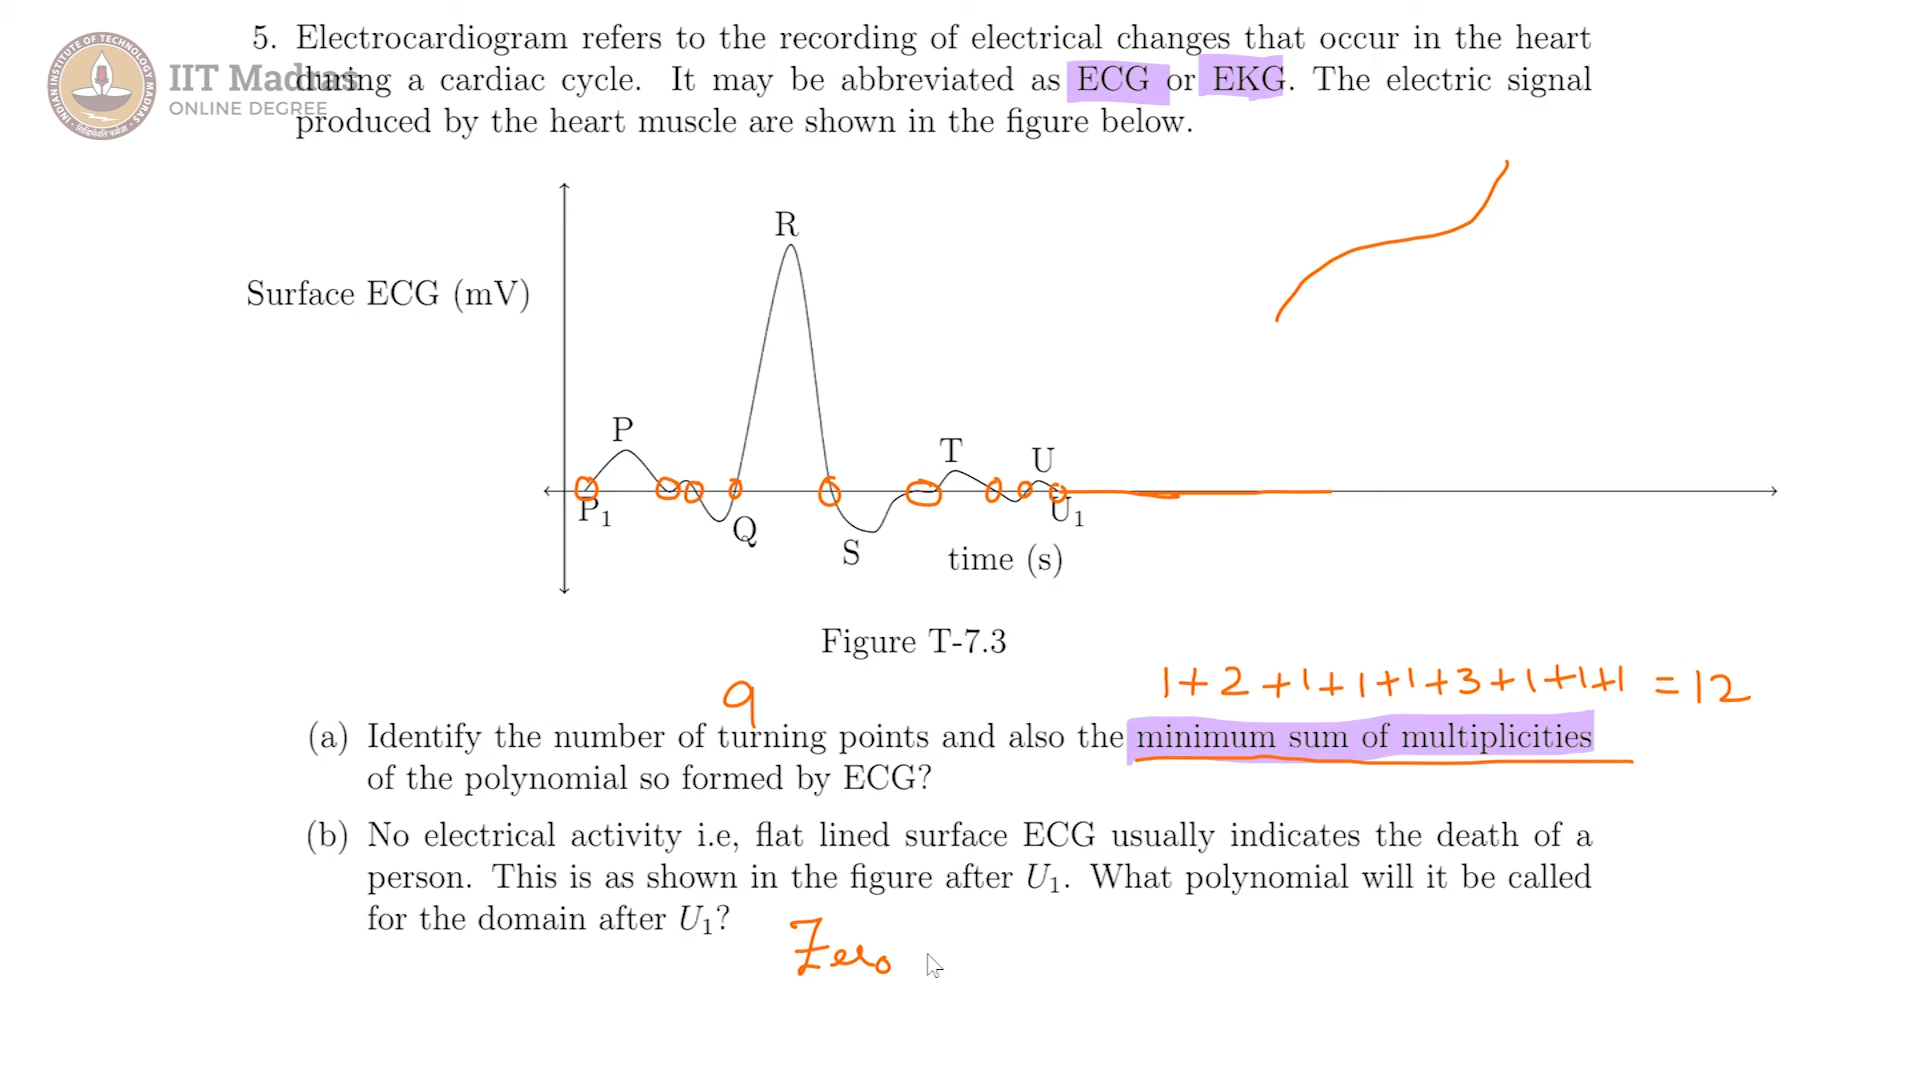 INDIAN INSTITUTE OF TECHNOLOGY MADRAS
IIT Madras
ONLINE DEGREE
5. Electrocardiogram refers to the recording of electrical changes that occur in the heart
during a cardiac cycle. It may be abbreviated as ECG or EKG. The electric signal
produced by the heart muscle are shown in the figure below.
R
Surface ECG (mV)
P
T
U
P1
Q
U1
S
time (s)
Figure T-7.3
1+2+1+1+1+3+1+1+1 = 12
9
(a) Identify the number of turning points and also the minimum sum of multiplicities
of the polynomial so formed by ECG?
(b) No electrical activity i.e, flat lined surface ECG usually indicates the death of a
person. This is as shown in the figure after U1. What polynomial will it be called
for the domain after U1?
Zero